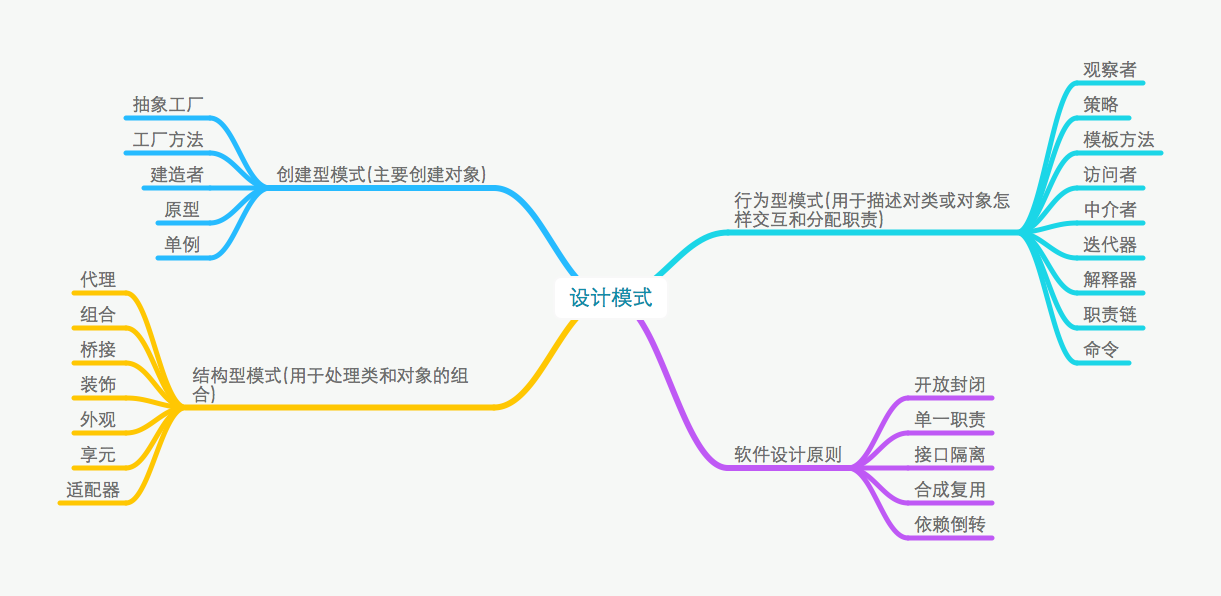 设计模式
创建型模式(主要创建对象)
抽象工厂
工厂方法
建造者
原型
单例
结构型模式(用于处理类和对象的组
合)
代理
组合
桥接
装饰
外观
享元
适配器
行为型模式(用于描述对类或对象怎
样交互和分配职责)
观察者
策略
模板方法
访问者
中介者
迭代器
解释器
职责链
命令
软件设计原则
开放封闭
单一职责
接口隔离
合成复用
依赖倒转